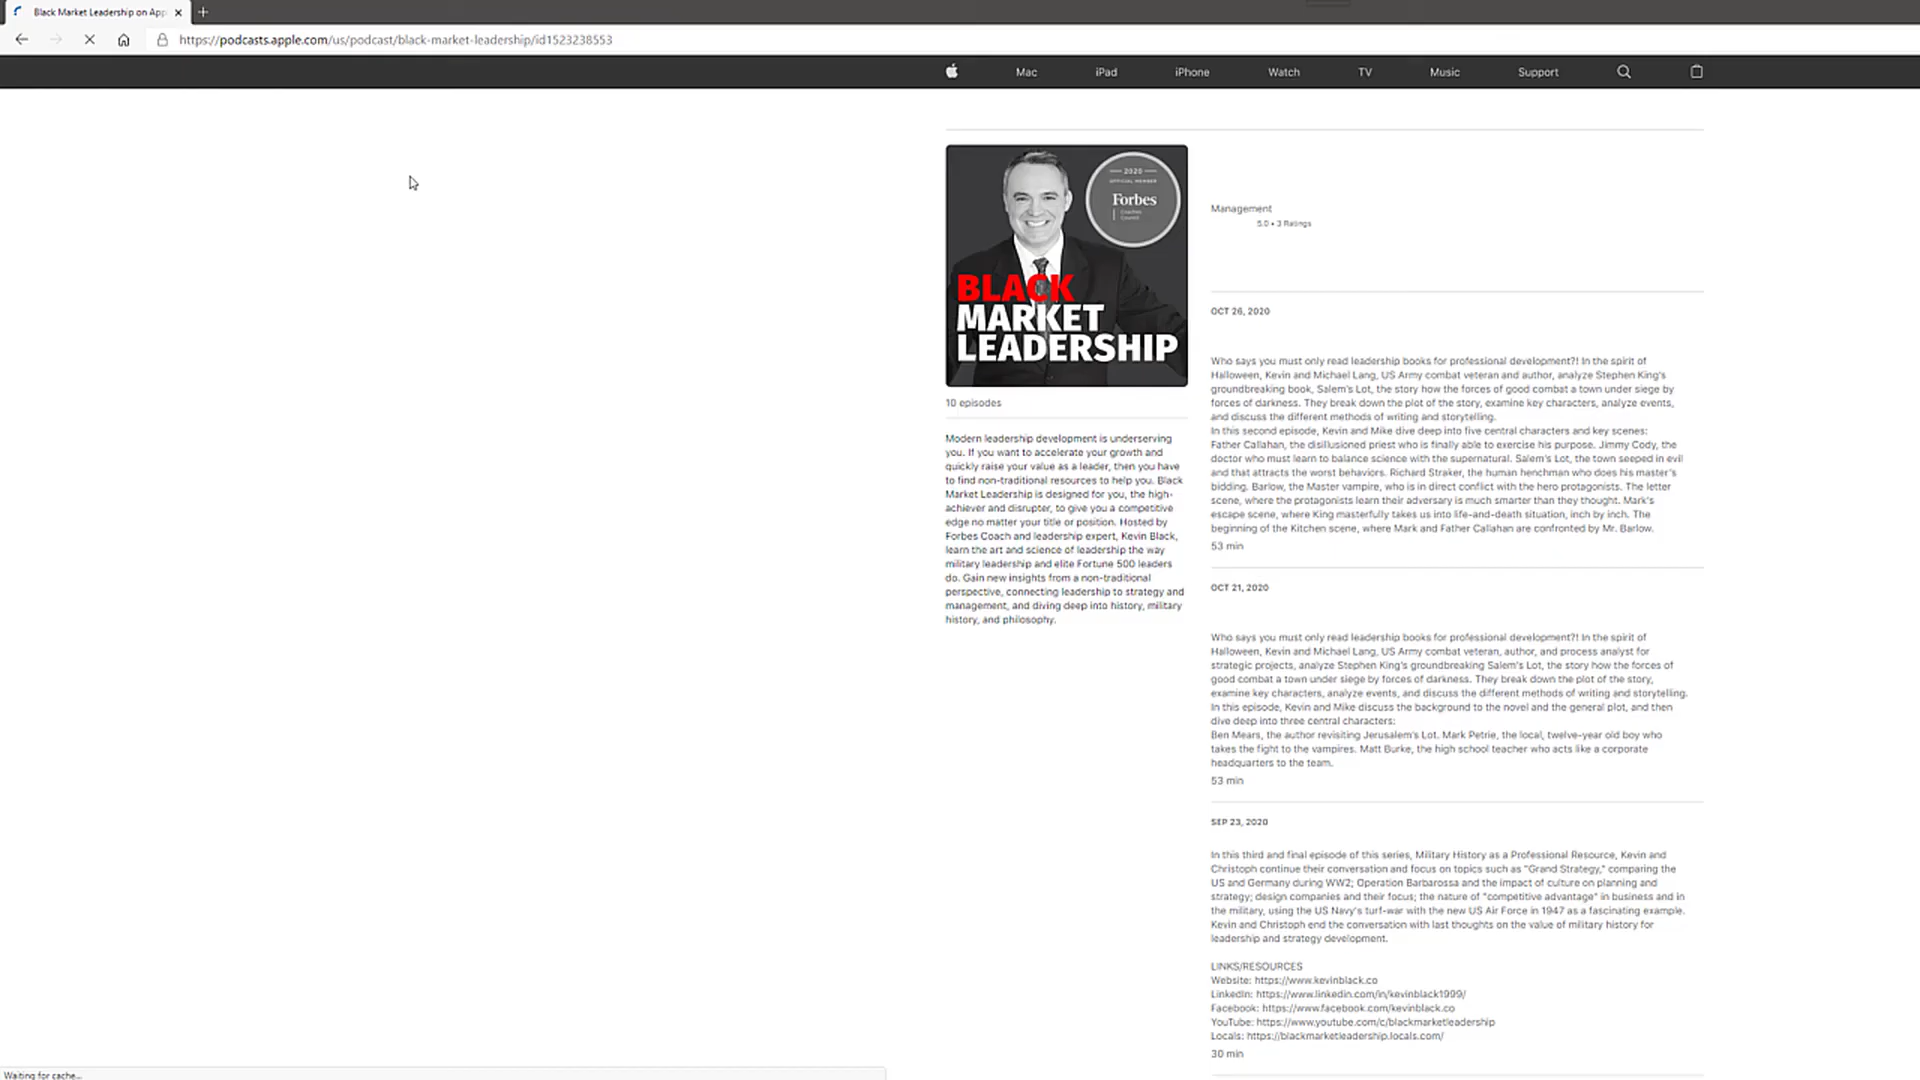 Black Market Leadership on App
https://podcasts.apple.com/us/podcast/black-market-leadership/id1523238553
Mac iPad iPhone Watch TV Music Support
2020
OFFICIAL MEMBER
Forbes
Coaches
Council
BLACK
MARKET
LEADERSHIP
10 episodes
Modern leadership development is underserving
you. If you want to accelerate your growth and
quickly raise your value as a leader, then you have
to find non-traditional resources to help you. Black
Market Leadership is designed for you, the high-
achiever and disrupter, to give you a competitive
edge no matter your title or position. Hosted by
Forbes Coach and leadership expert, Kevin Black,
learn the art and science of leadership the way
military leadership and elite Fortune 500 leaders
do. Gain new insights from a non-traditional
perspective, connecting leadership to strategy and
management, and diving deep into history, military
history, and philosophy.
Management
5.0 • 3 Ratings
OCT 26, 2020
Who says you must only read leadership books for professional development?! In the spirit of
Halloween, Kevin and Michael Lang, US Army combat veteran and author, analyze Stephen King's
groundbreaking book, Salem's Lot, the story how the forces of good combat a town under siege by
forces of darkness. They break down the plot of the story, examine key characters, analyze events,
and discuss the different methods of writing and storytelling.
In this second episode, Kevin and Mike dive deep into five central characters and key scenes:
Father Callahan, the disillusioned priest who is finally able to exercise his purpose. Jimmy Cody, the
doctor who must learn to balance science with the supernatural. Salem's Lot, the town seeped in evil
and that attracts the worst behaviors. Richard Straker, the human henchman who does his master's
bidding. Barlow, the Master vampire, who is in direct conflict with the hero protagonists. The letter
scene, where the protagonists learn their adversary is much smarter than they thought. Mark's
escape scene, where King masterfully takes us into life-and-death situation, inch by inch. The
beginning of the Kitchen scene, where Mark and Father Callahan are confronted by Mr. Barlow.
53 min
OCT 21, 2020
Who says you must only read leadership books for professional development?! In the spirit of
Halloween, Kevin and Michael Lang, US Army combat veteran, author, and process analyst for
strategic projects, analyze Stephen King's groundbreaking Salem's Lot, the story how the forces of
good combat a town under siege by forces of darkness. They break down the plot of the story,
examine key characters, analyze events, and discuss the different methods of writing and storytelling.
In this episode, Kevin and Mike discuss the background to the novel and the general plot, and then
dive deep into three central characters:
Ben Mears, the author revisiting Jerusalem's Lot. Mark Petrie, the local, twelve-year old boy who
takes the fight to the vampires. Matt Burke, the high school teacher who acts like a corporate
headquarters to the team.
53 min
SEP 23, 2020
In this third and final episode of this series, Military History as a Professional Resource, Kevin and
Christoph continue their conversation and focus on topics such as "Grand Strategy," comparing the
US and Germany during WW2; Operation Barbarossa and the impact of culture on planning and
strategy; design companies and their focus; the nature of "competitive advantage" in business and in
the military, using the US Navy's turf-war with the new US Air Force in 1947 as a fascinating example.
Kevin and Christoph end the conversation with last thoughts on the value of military history for
leadership and strategy development.
LINKS/RESOURCES
Website: https://www.kevinblack.co
LinkedIn: https://www.linkedin.com/in/kevinblack1999/
Facebook: https://www.facebook.com/kevinblack.co
YouTube: https://www.youtube.com/c/blackmarketleadership
Locals: https://blackmarketleadership.locals.com/
30 min
Waiting for cache...